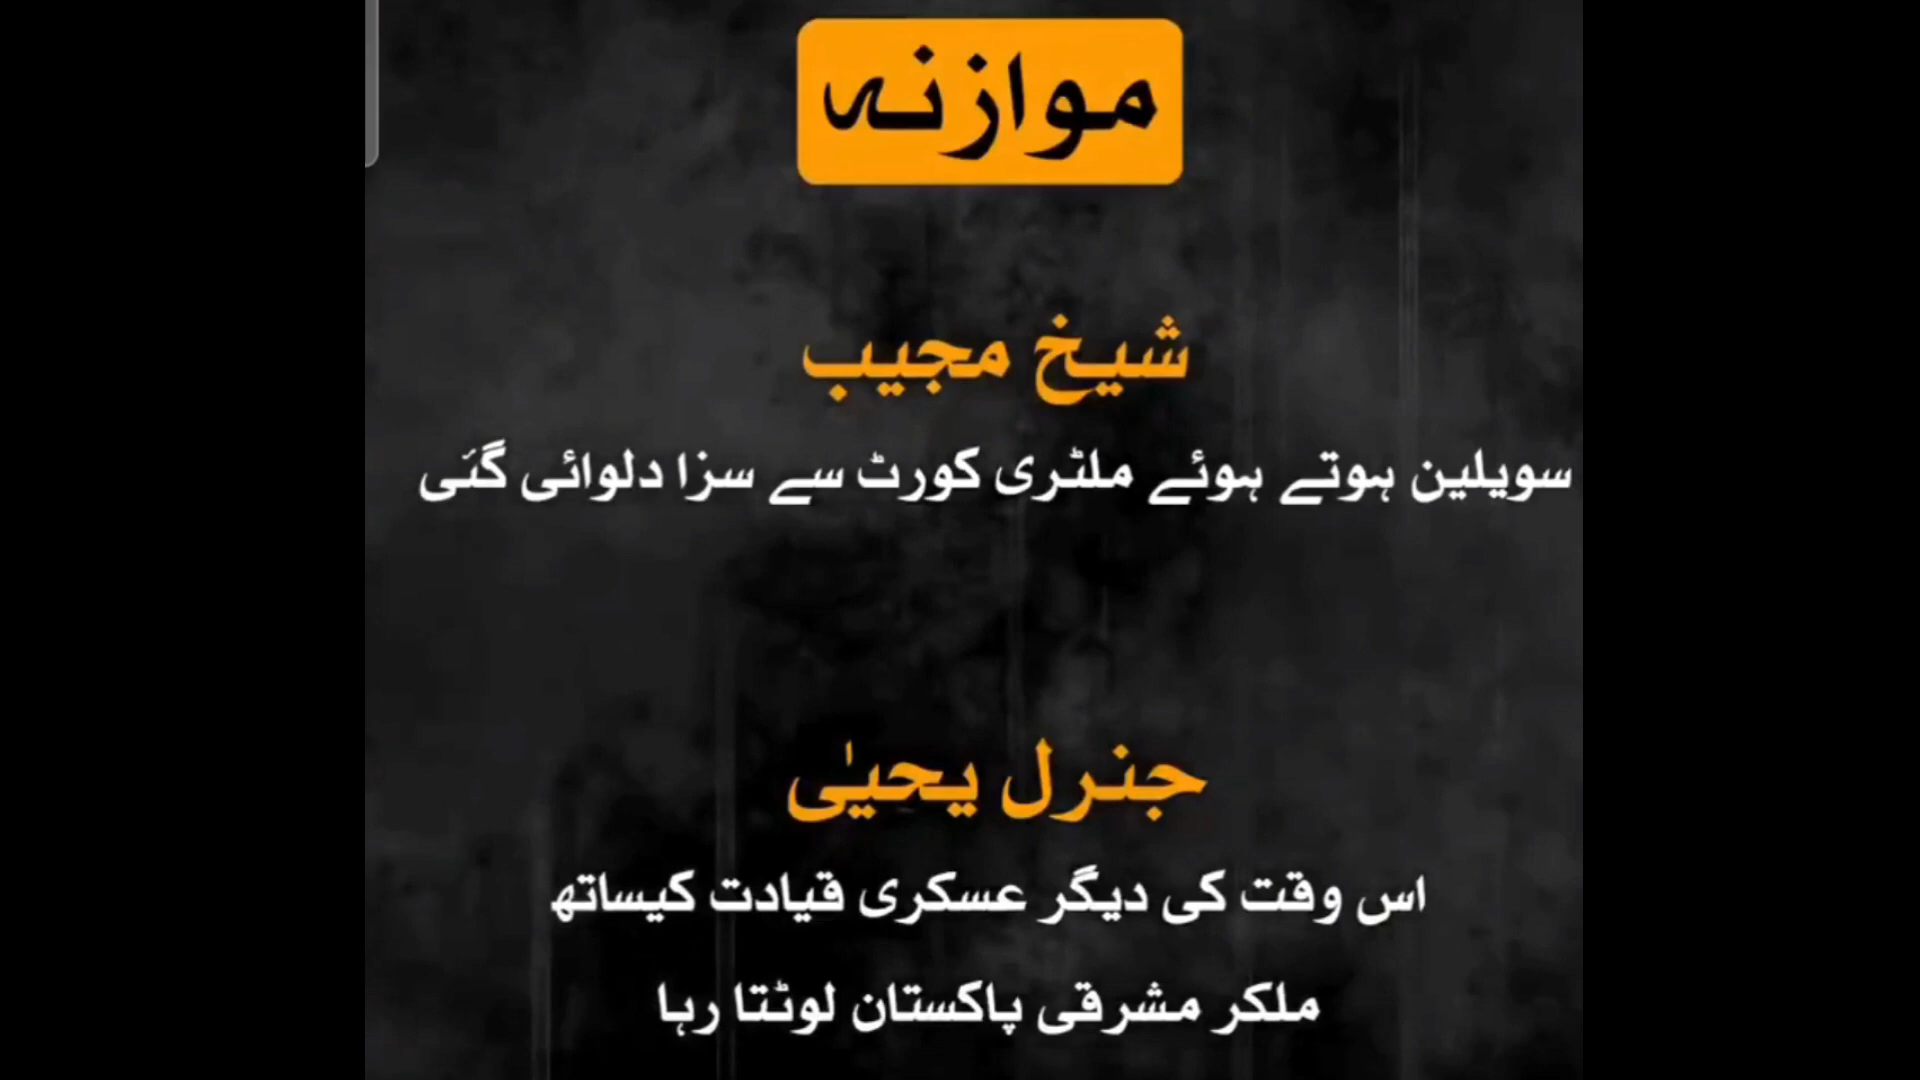 موازنہ
شیخ مجیب
سویلین ہوتے ہوئے ملٹری کورٹ سے سزا دلوائی گئی
جنرل یحییٰ
اس وقت کی دیگر عسکری قیادت کیساتھ
ملکر مشرقی پاکستان لوٹتا رہا